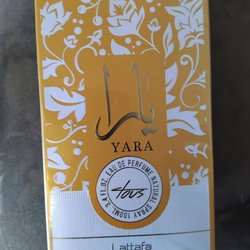 يارا
YARA
tous
EAU DE PERFUME NATURAL SPRAY 100ML 3.4 FL.OZ.
Lattafa